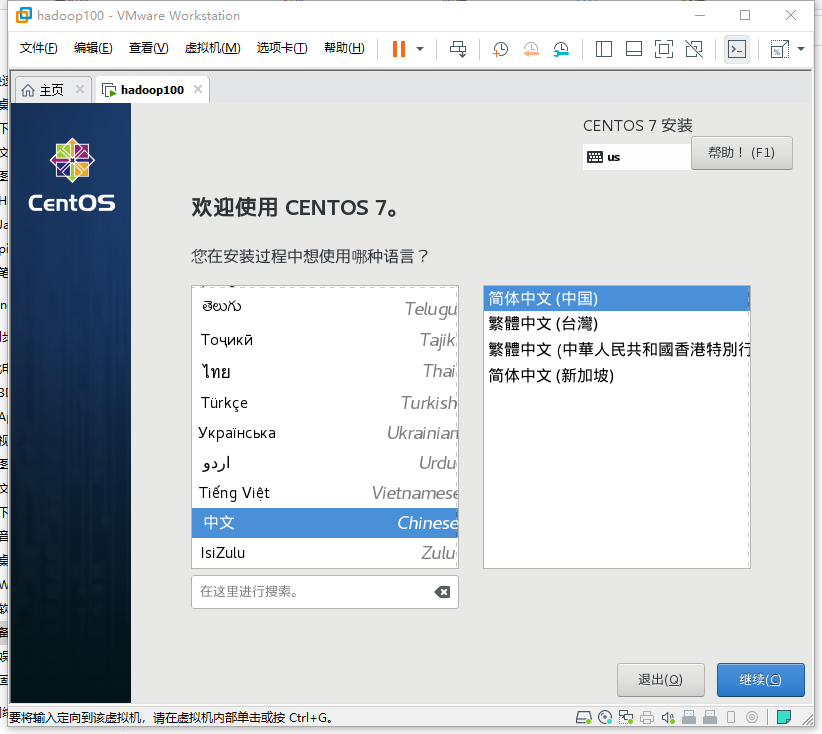 hadoop100 - VMware Workstation
文件(F) 编辑(E) 查看(V) 虚拟机(M) 选项卡(T) 帮助(H)
主页 hadoop100
CENTOS 7 安装
us 帮助！ (F1)
CentOS
欢迎使用 CENTOS 7。
您在安装过程中想使用哪种语言？
తెలుగు Telugu
Тоҷикӣ Tajik
ไทย Thai
Türkçe Turkish
Українська Ukrainian
اردو Urdu
Tiếng Việt Vietnamese
中文 Chinese
IsiZulu Zulu
简体中文 (中国)
繁體中文 (台灣)
繁體中文 (中華人民共和國香港特別行
简体中文 (新加坡)
在这里进行搜索。
退出(Q) 继续(C)
要将输入定向到该虚拟机，请在虚拟机内部单击或按 Ctrl+G。